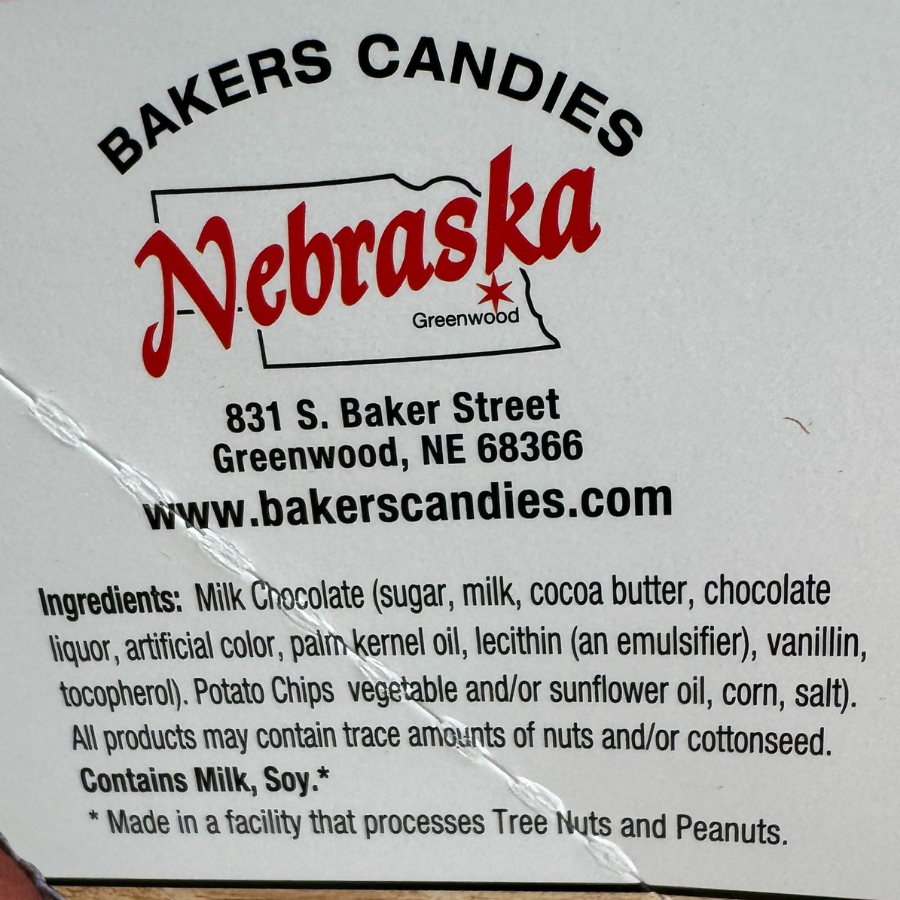 BAKERS CANDIES
Nebraska
Greenwood
831 S. Baker Street
Greenwood, NE 68366
www.bakerscandies.com
Ingredients: Milk Chocolate (sugar, milk, cocoa butter, chocolate
liquor, artificial color, palm kernel oil, lecithin (an emulsifier), vanillin,
tocopherol). Potato Chips vegetable and/or sunflower oil, corn, salt).
All products may contain trace amounts of nuts and/or cottonseed.
Contains Milk, Soy.*
* Made in a facility that processes Tree Nuts and Peanuts.